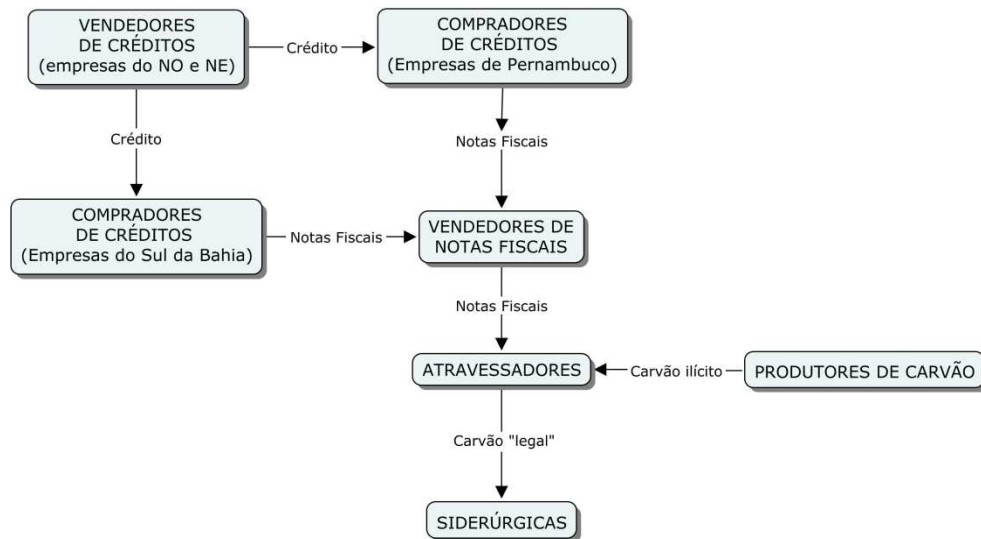 VENDEDORES
DE CRÉDITOS
(empresas do NO e NE)
Crédito
COMPRADORES
DE CRÉDITOS
(Empresas de Pernambuco)
Crédito
Notas Fiscais
COMPRADORES
DE CRÉDITOS
(Empresas do Sul da Bahia)
Notas Fiscais
VENDEDORES DE
NOTAS FISCAIS
Notas Fiscais
ATRAVESSADORES
Carvão ilícito
PRODUTORES DE CARVÃO
Carvão "legal"
SIDERÚRGICAS